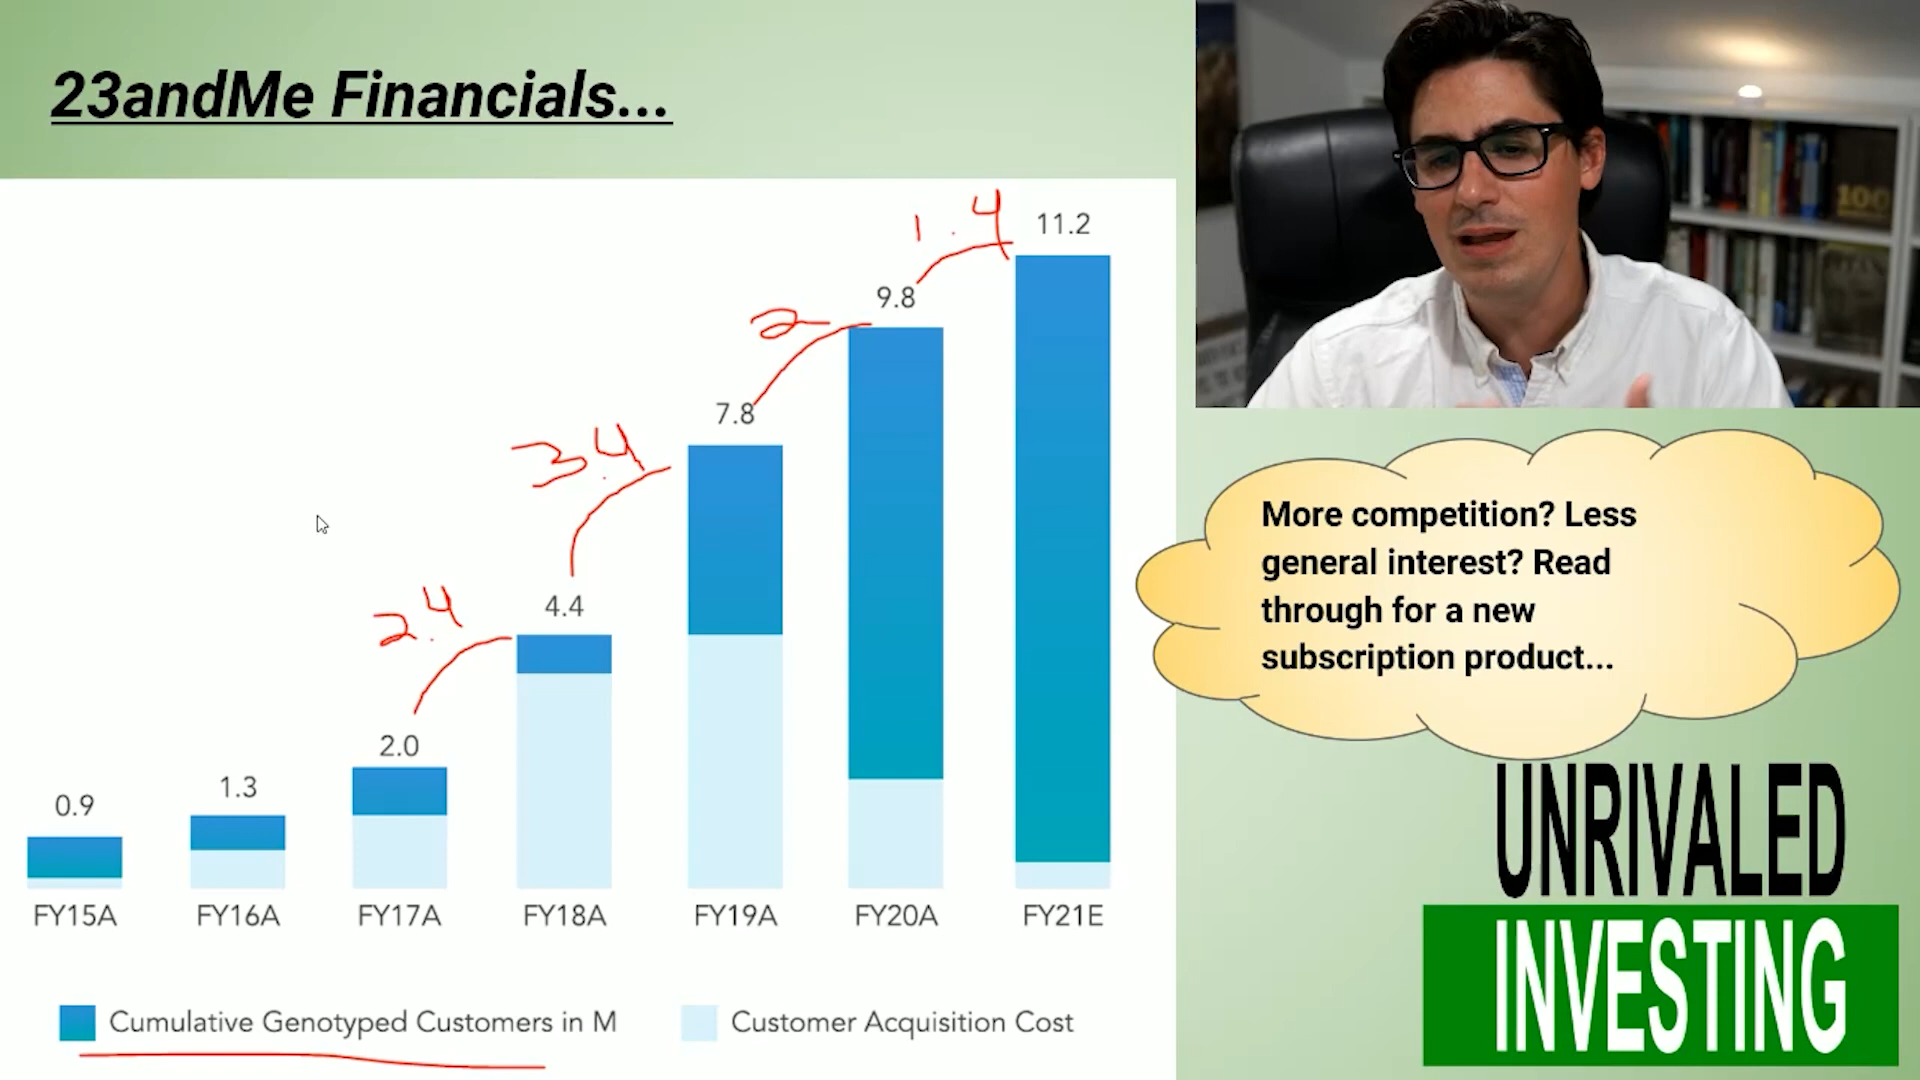 23andMe Financials...
1.4
11.2
9.8
2
7.8
3.4
4.4
2.4
2.0
1.3
0.9
FY15A FY16A FY17A FY18A FY19A FY20A FY21E
Cumulative Genotyped Customers in M Customer Acquisition Cost
100
More competition? Less
general interest? Read
through for a new
subscription product...
UNRIVALED
INVESTING